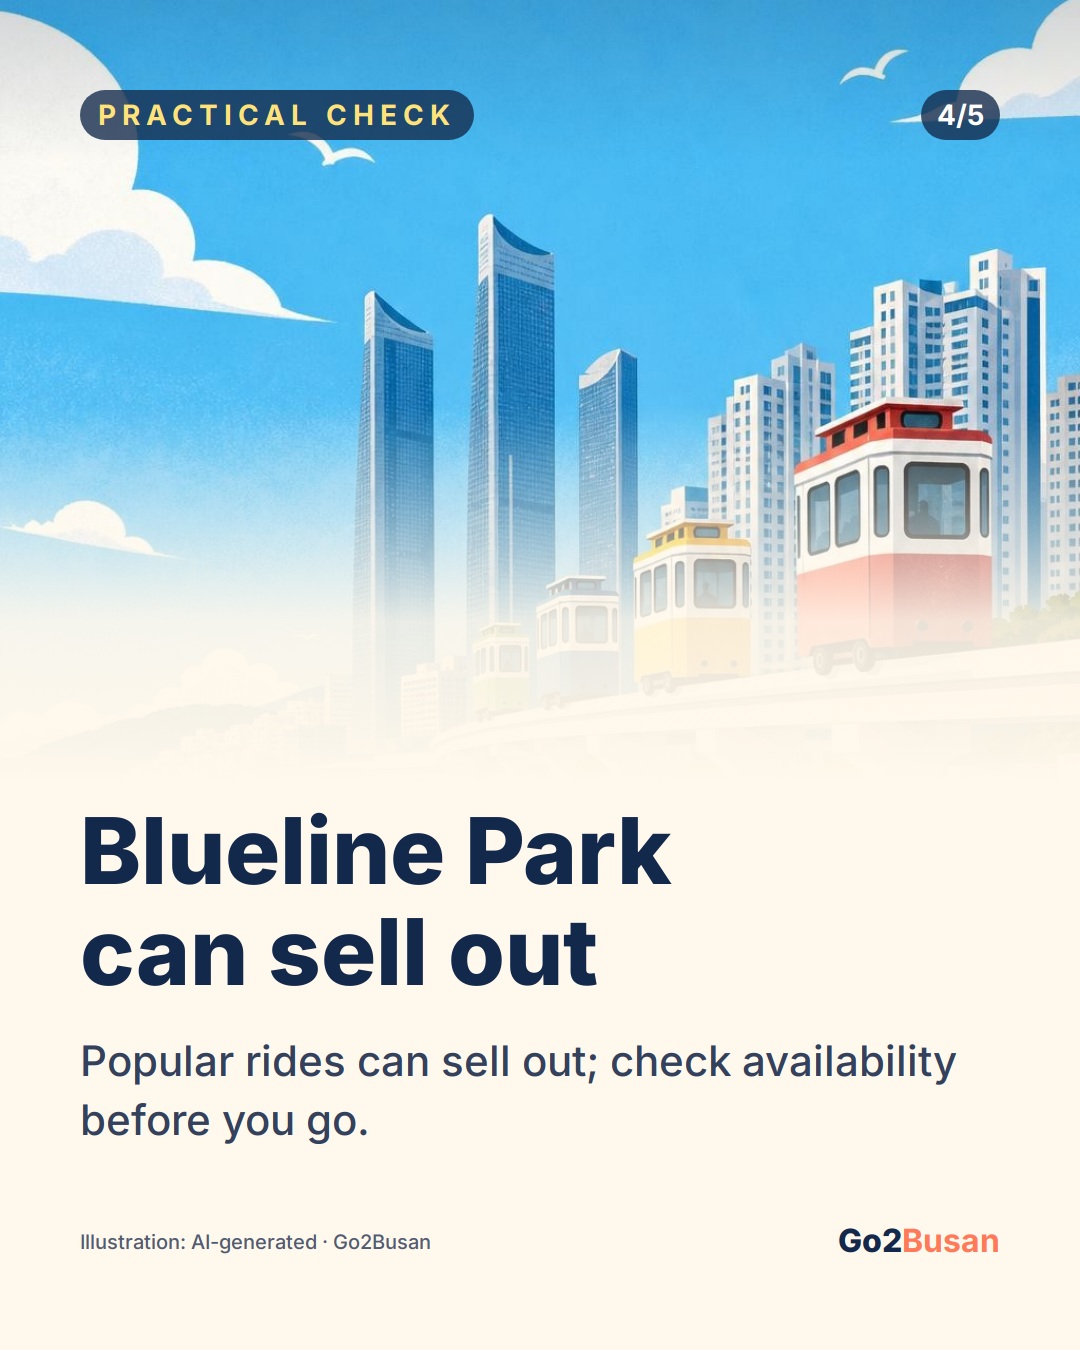 PRACTICAL CHECK
4/5
Blueline Park
can sell out
Popular rides can sell out; check availability
before you go.
Illustration: AI-generated · Go2Busan
Go2Busan